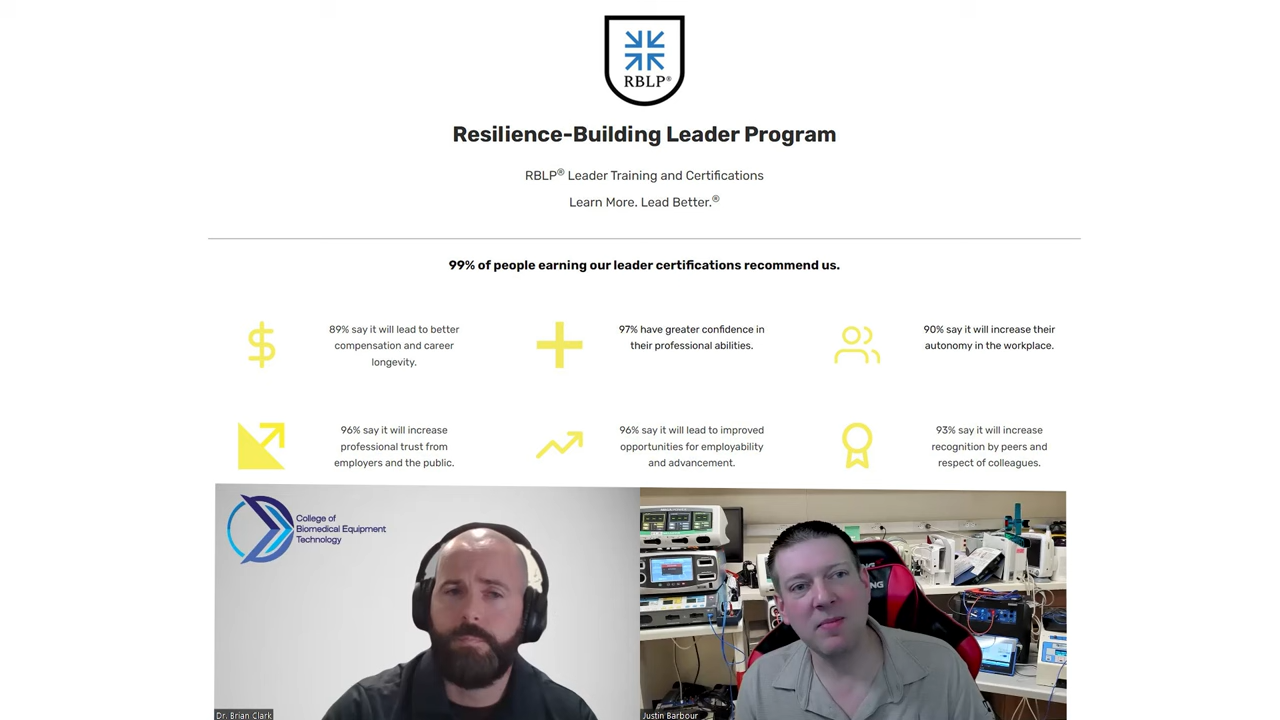 RBLP®
Resilience-Building Leader Program
RBLP® Leader Training and Certifications
Learn More. Lead Better.®
99% of people earning our leader certifications recommend us.
89% say it will lead to better
compensation and career
longevity.
97% have greater confidence in
their professional abilities.
90% say it will increase their
autonomy in the workplace.
96% say it will increase
professional trust from
employers and the public.
96% say it will lead to improved
opportunities for employability
and advancement.
93% say it will increase
recognition by peers and
respect of colleagues.
College of
Biomedical Equipment
Technology
Dr. Brian Clark
Justin Barbour